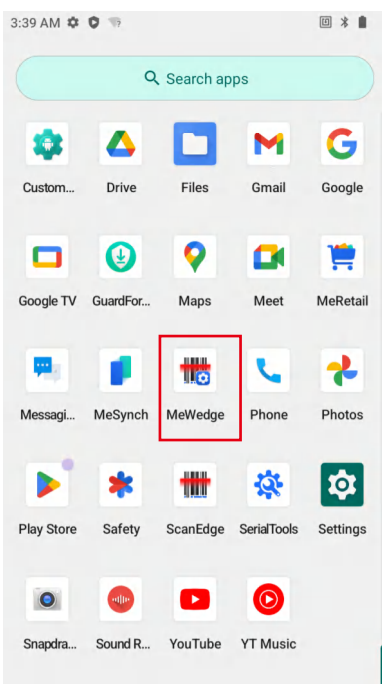 3:39 AM
Search apps
Custom... Drive Files Gmail Google
Google TV GuardFor... Maps Meet MeRetail
Messagi... MeSynch MeWedge Phone Photos
Play Store Safety ScanEdge SerialTools Settings
Snapdra... Sound R... YouTube YT Music